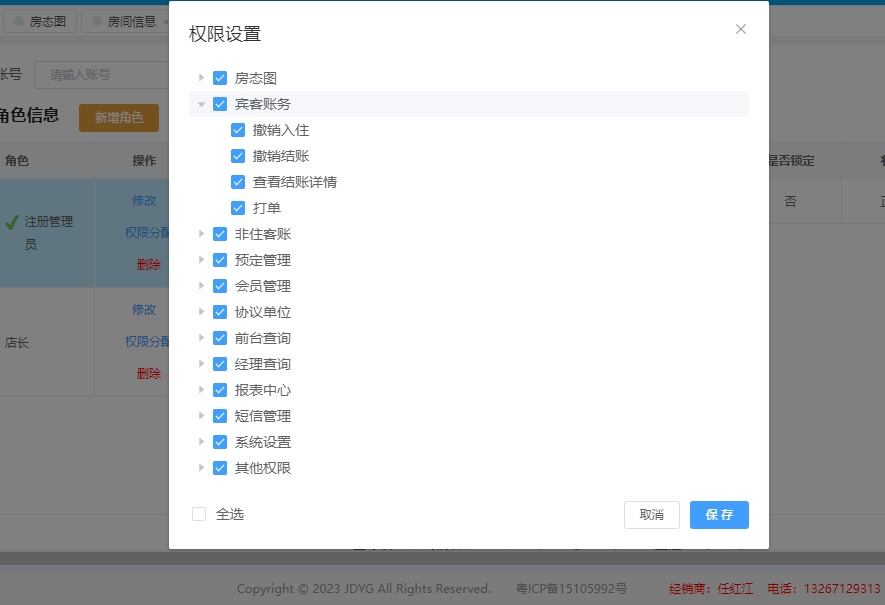 房态图 房间信息
账号 请输入账号
角色信息 新增角色
角色 操作 是否锁定
修改
注册管理员 权限分配 否
删除
修改
店长 权限分配
删除
权限设置
房态图
宾客账务
撤销入住
撤销结账
查看结账详情
打单
非住客账
预定管理
会员管理
协议单位
前台查询
经理查询
报表中心
短信管理
系统设置
其他权限
全选 取消 保存
Copyright © 2023 JDYG All Rights Reserved. 粤ICP备15105992号 经销商：任红江 电话：13267129313